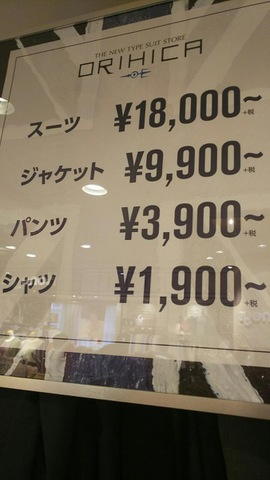 THE NEW TYPE SUIT STORE
ORIHICA
スーツ ¥18,000~ +税
ジャケット ¥9,900~ +税
パンツ ¥3,900~ +税
シャツ ¥1,900~ +税